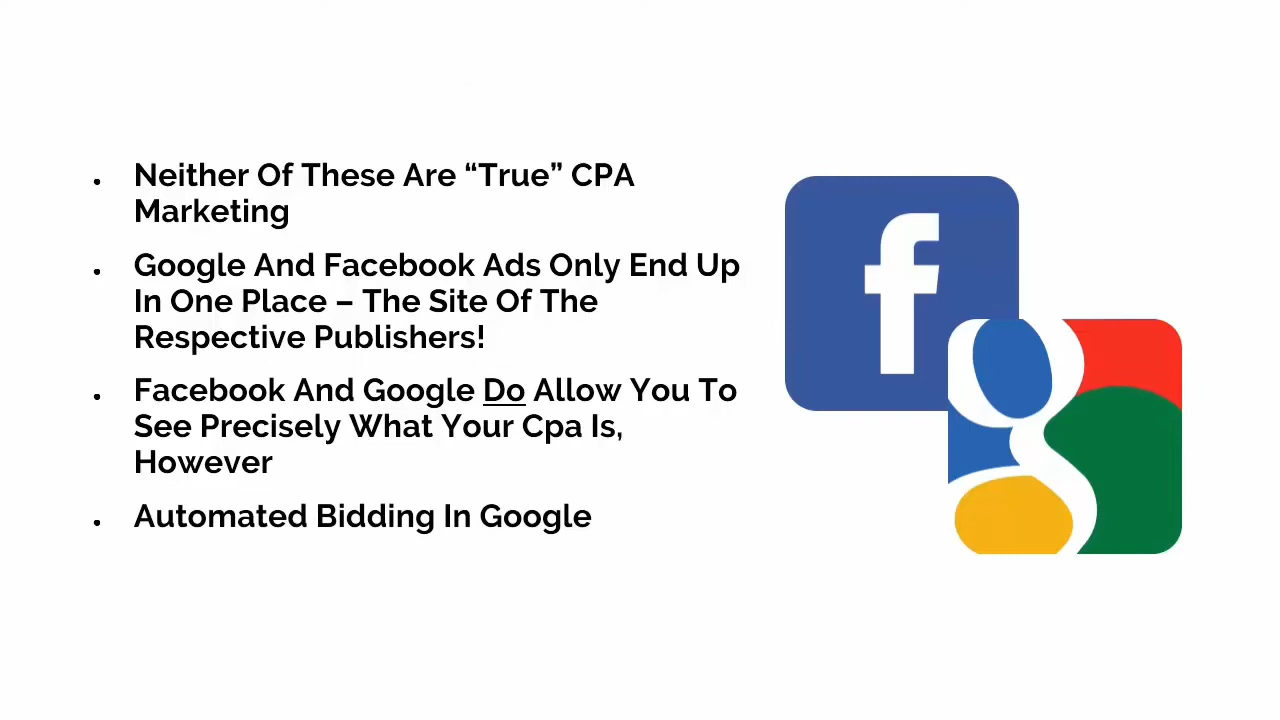 Neither Of These Are “True” CPA
Marketing
Google And Facebook Ads Only End Up
In One Place – The Site Of The
Respective Publishers!
Facebook And Google Do Allow You To
See Precisely What Your Cpa Is,
However
Automated Bidding In Google